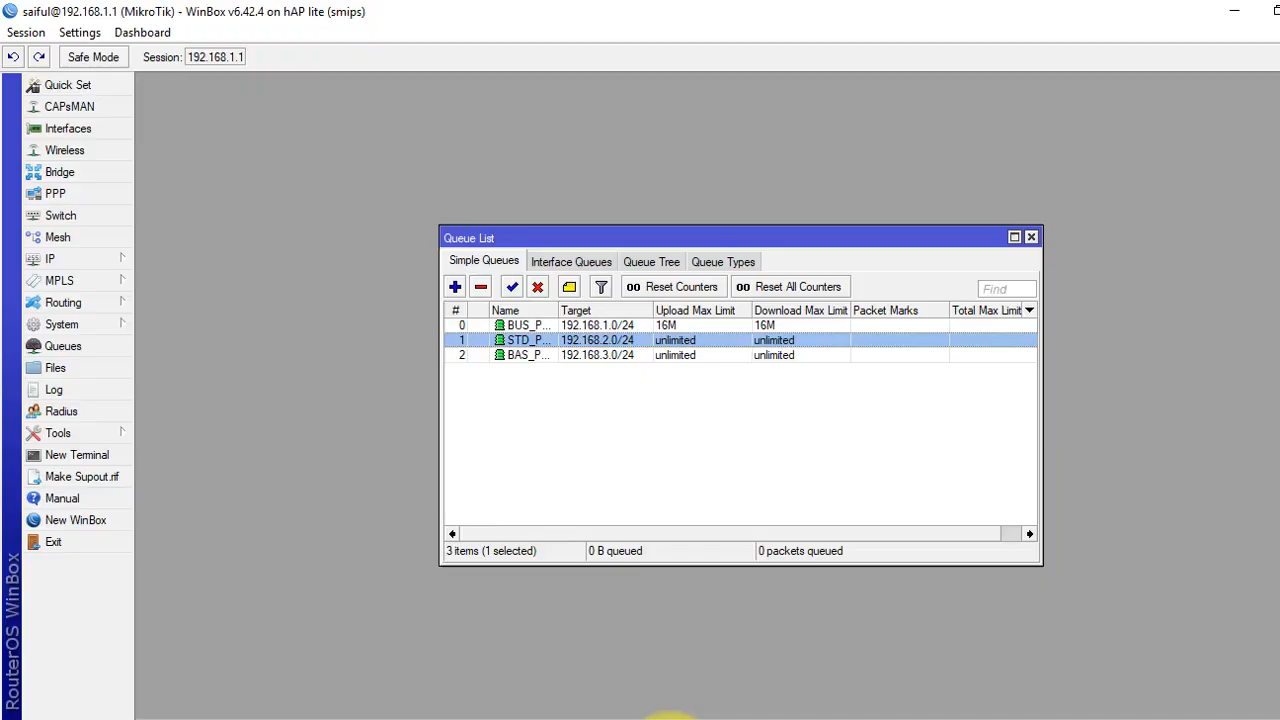 saiful@192.168.1.1 (MikroTik) - WinBox v6.42.4 on hAP lite (smips)
Session Settings Dashboard
Safe Mode Session: 192.168.1.1
Quick Set
CAPsMAN
Interfaces
Wireless
Bridge
PPP
Switch
Mesh
IP
MPLS
Routing
System
Queues
Files
Log
Radius
Tools
New Terminal
Make Supout.rif
Manual
New WinBox
Exit
RouterOS WinBox
Queue List
Simple Queues Interface Queues Queue Tree Queue Types
00 Reset Counters 00 Reset All Counters Find
# Name Target Upload Max Limit Download Max Limit Packet Marks Total Max Limit
0 BUS_P... 192.168.1.0/24 16M 16M
1 STD_P... 192.168.2.0/24 unlimited unlimited
2 BAS_P... 192.168.3.0/24 unlimited unlimited
3 items (1 selected) 0 B queued 0 packets queued